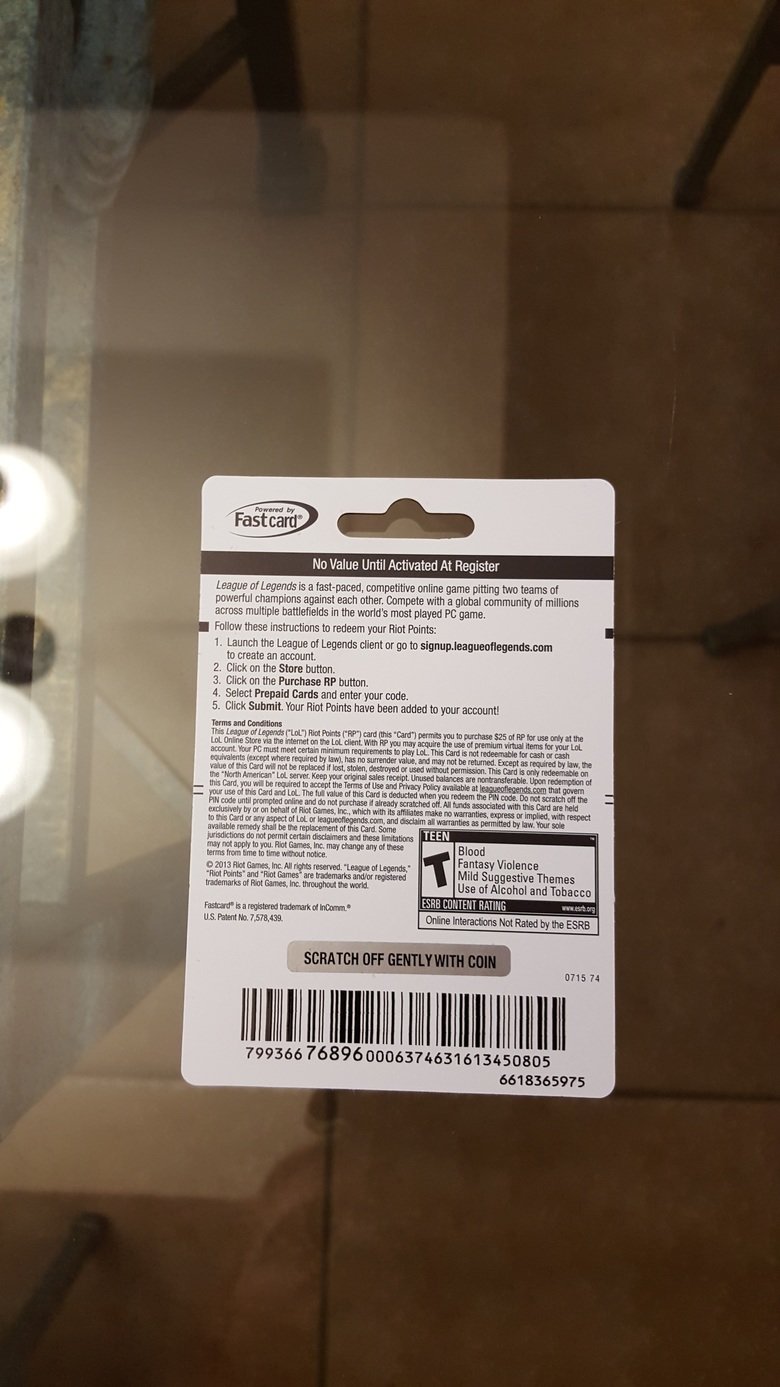 Powered by
Fastcard®
No Value Until Activated At Register
League of Legends is a fast-paced, competitive online game pitting two teams of
powerful champions against each other. Compete with a global community of millions
across multiple battlefields in the world's most played PC game.
Follow these instructions to redeem your Riot Points:
1. Launch the League of Legends client or go to signup.leagueoflegends.com
to create an account.
2. Click on the Store button.
3. Click on the Purchase RP button.
4. Select Prepaid Cards and enter your code.
5. Click Submit. Your Riot Points have been added to your account!
Terms and Conditions
This League of Legends ("LoL") Riot Points ("RP") card (this "Card") permits you to purchase $25 of RP for use only at the
LoL Online Store via the internet on the LoL client. With RP you may acquire the use of premium virtual items for your LoL
account. Your PC must meet certain minimum requirements to play LoL. This Card is not redeemable for cash or cash
equivalents (except where required by law), has no surrender value, and may not be returned. Except as required by law, the
value of this Card will not be replaced if lost, stolen, destroyed or used without permission. This Card is only redeemable on
the "North American" LoL server. Keep your original sales receipt. Unused balances are nontransferable. Upon redemption of
this Card, you will be required to accept the Terms of Use and Privacy Policy available at leagueoflegends.com that govern
your use of this Card and LoL. The full value of this Card is deducted when you redeem the PIN code. Do not scratch off the
PIN code until prompted online and do not purchase if already scratched off. All funds associated with this Card are held
exclusively by or on behalf of Riot Games, Inc., which with its affiliates make no warranties, express or implied, with respect
to this Card or any aspect of LoL or leagueoflegends.com, and disclaim all warranties as permitted by law. Your sole
available remedy shall be the replacement of this Card. Some
jurisdictions do not permit certain disclaimers and these limitations
may not apply to you. Riot Games, Inc. may change any of these
terms from time to time without notice.
© 2013 Riot Games, Inc. All rights reserved. "League of Legends,"
"Riot Points" and "Riot Games" are trademarks and/or registered
trademarks of Riot Games, Inc. throughout the world.
Fastcard® is a registered trademark of InComm.®
U.S. Patent No. 7,578,439.
TEEN
T
Blood
Fantasy Violence
Mild Suggestive Themes
Use of Alcohol and Tobacco
ESRB CONTENT RATING www.esrb.org
Online Interactions Not Rated by the ESRB
SCRATCH OFF GENTLY WITH COIN
0715 74
799366 76896 0006374631613450805
6618365975